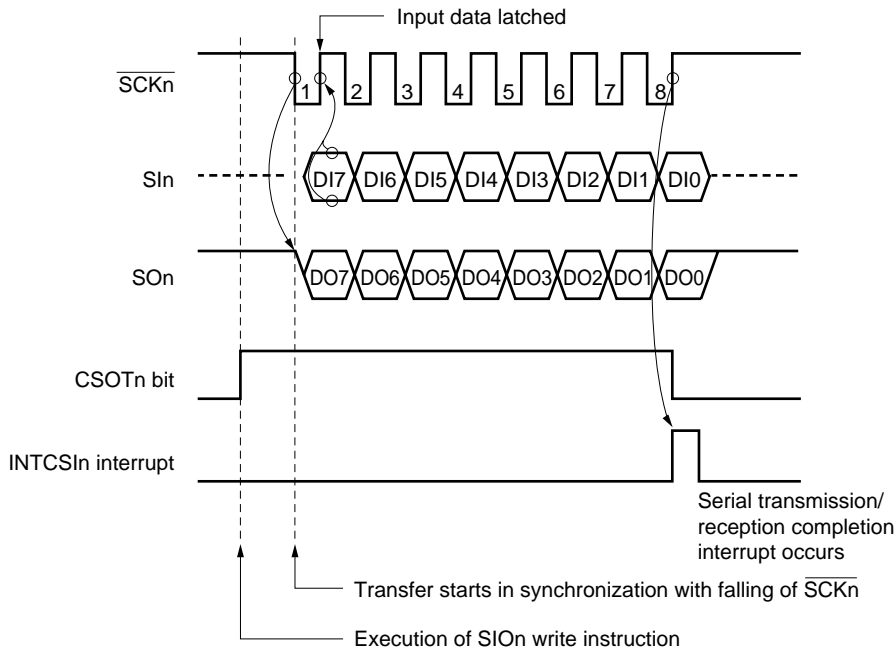 Input data latched
SCKn
1 2 3 4 5 6 7 8
SIn
DI7 DI6 DI5 DI4 DI3 DI2 DI1 DI0
SOn
DO7 DO6 DO5 DO4 DO3 DO2 DO1 DO0
CSOTn bit
INTCSIn interrupt
Serial transmission/
reception completion
interrupt occurs
Transfer starts in synchronization with falling of SCKn
Execution of SIOn write instruction